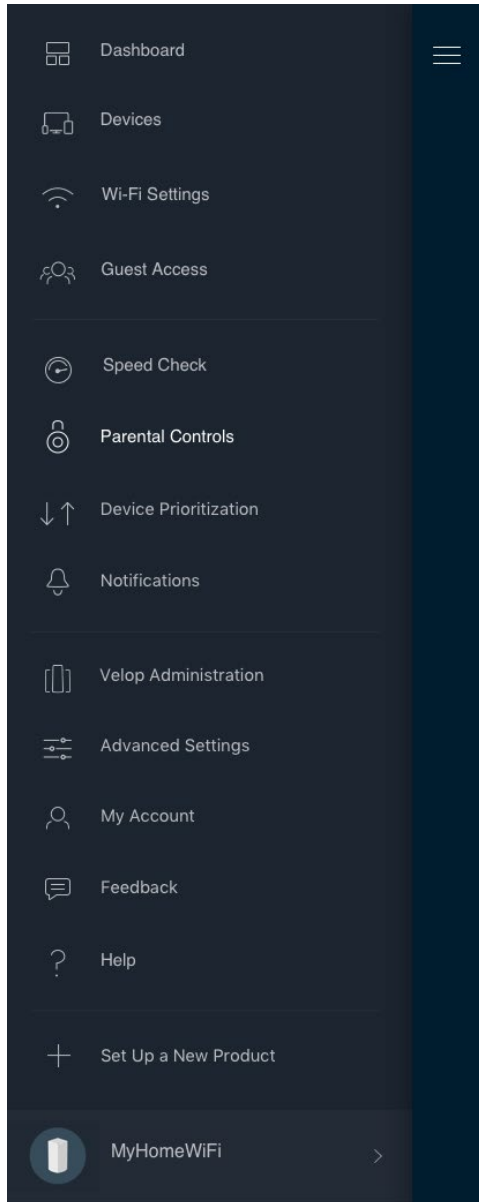 Dashboard
Devices
Wi-Fi Settings
Guest Access
Speed Check
Parental Controls
Device Prioritization
Notifications
Velop Administration
Advanced Settings
My Account
Feedback
Help
Set Up a New Product
MyHomeWiFi